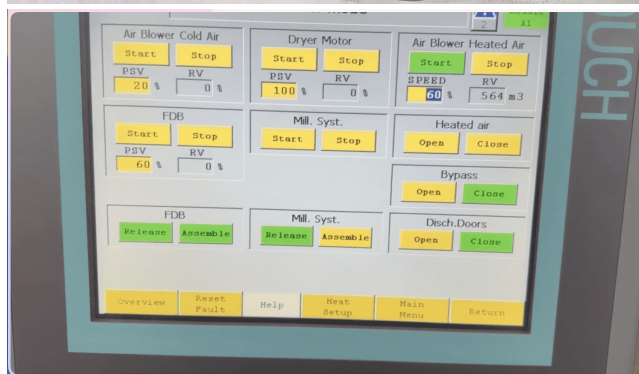 2
A1
Air Blower Cold Air
Start Stop
PSV RV
20 % 0 %
Dryer Motor
Start Stop
PSV RV
100 % 0 %
Air Blower Heated Air
Start Stop
SPEED RV
60 % 564 m3
FDB
Start Stop
PSV RV
60 % 0 %
Mill. Syst.
Start Stop
Heated air
Open Close
Bypass
Open Close
FDB
Release Assemble
Mill. Syst.
Release Assemble
Disch.Doors
Open Close
Overview
Reset
Fault
Help
Heat
Setup
Main
Menu
Return
OUCH